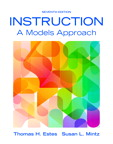 SEVENTH EDITION
INSTRUCTION
A Models Approach
Thomas H. Estes Susan L. Mintz